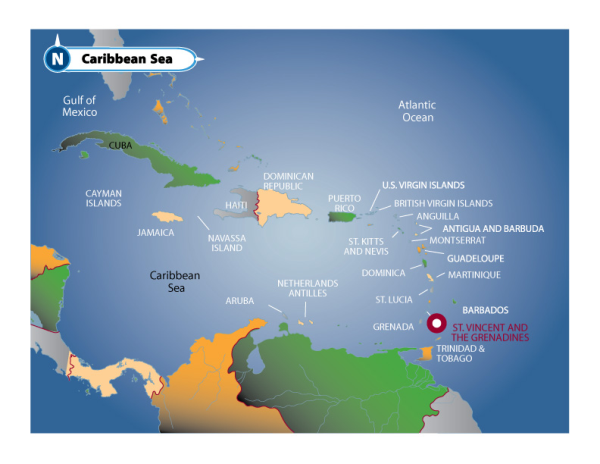 N
Caribbean Sea
Gulf of
Mexico
Atlantic
Ocean
CUBA
DOMINICAN
REPUBLIC
U.S. VIRGIN ISLANDS
CAYMAN
ISLANDS
HAITI
PUERTO
RICO
BRITISH VIRGIN ISLANDS
ANGUILLA
JAMAICA
NAVASSA
ISLAND
ST. KITTS
AND NEVIS
ANTIGUA AND BARBUDA
MONTSERRAT
GUADELOUPE
Caribbean
Sea
DOMINICA
MARTINIQUE
NETHERLANDS
ANTILLES
ARUBA
ST. LUCIA
BARBADOS
GRENADA
ST. VINCENT AND
THE GRENADINES
TRINIDAD &
TOBAGO